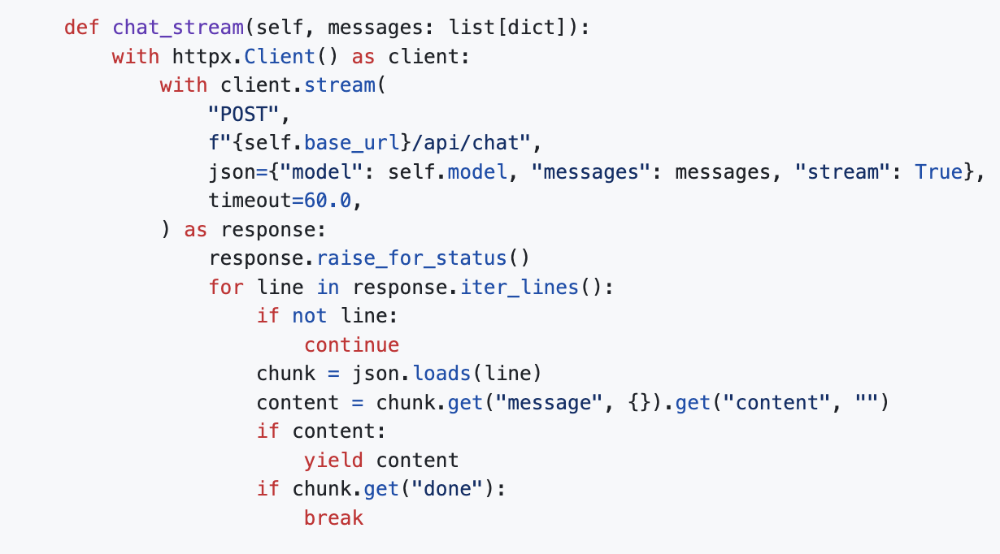 def chat_stream(self, messages: list[dict]):
    with httpx.Client() as client:
        with client.stream(
            "POST",
            f"{self.base_url}/api/chat",
            json={"model": self.model, "messages": messages, "stream": True},
            timeout=60.0,
        ) as response:
            response.raise_for_status()
            for line in response.iter_lines():
                if not line:
                    continue
                chunk = json.loads(line)
                content = chunk.get("message", {}).get("content", "")
                if content:
                    yield content
                if chunk.get("done"):
                    break